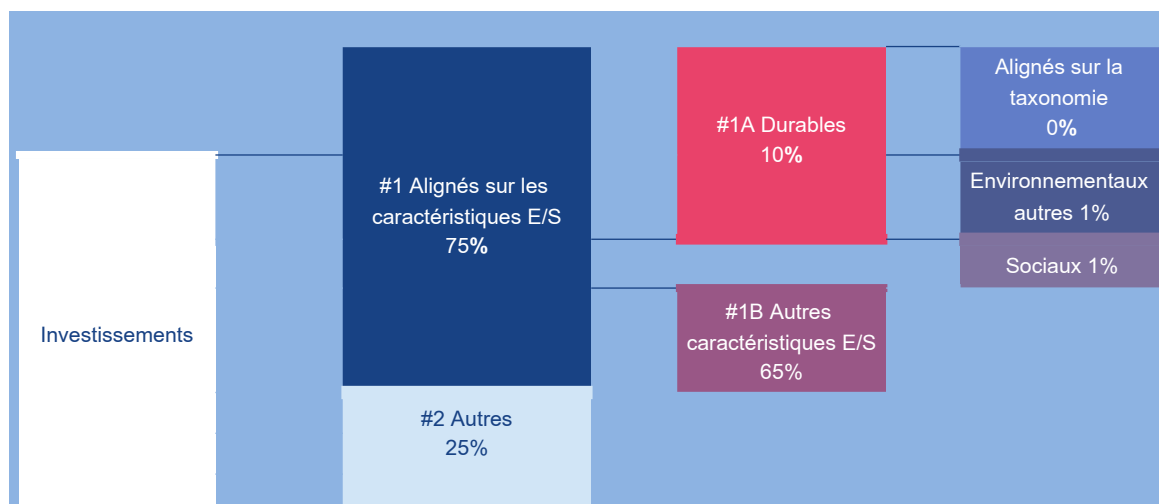 Investissements
#1 Alignés sur les
caractéristiques E/S
75%
#2 Autres
25%
#1A Durables
10%
#1B Autres
caractéristiques E/S
65%
Alignés sur la
taxonomie
0%
Environnementaux
autres 1%
Sociaux 1%